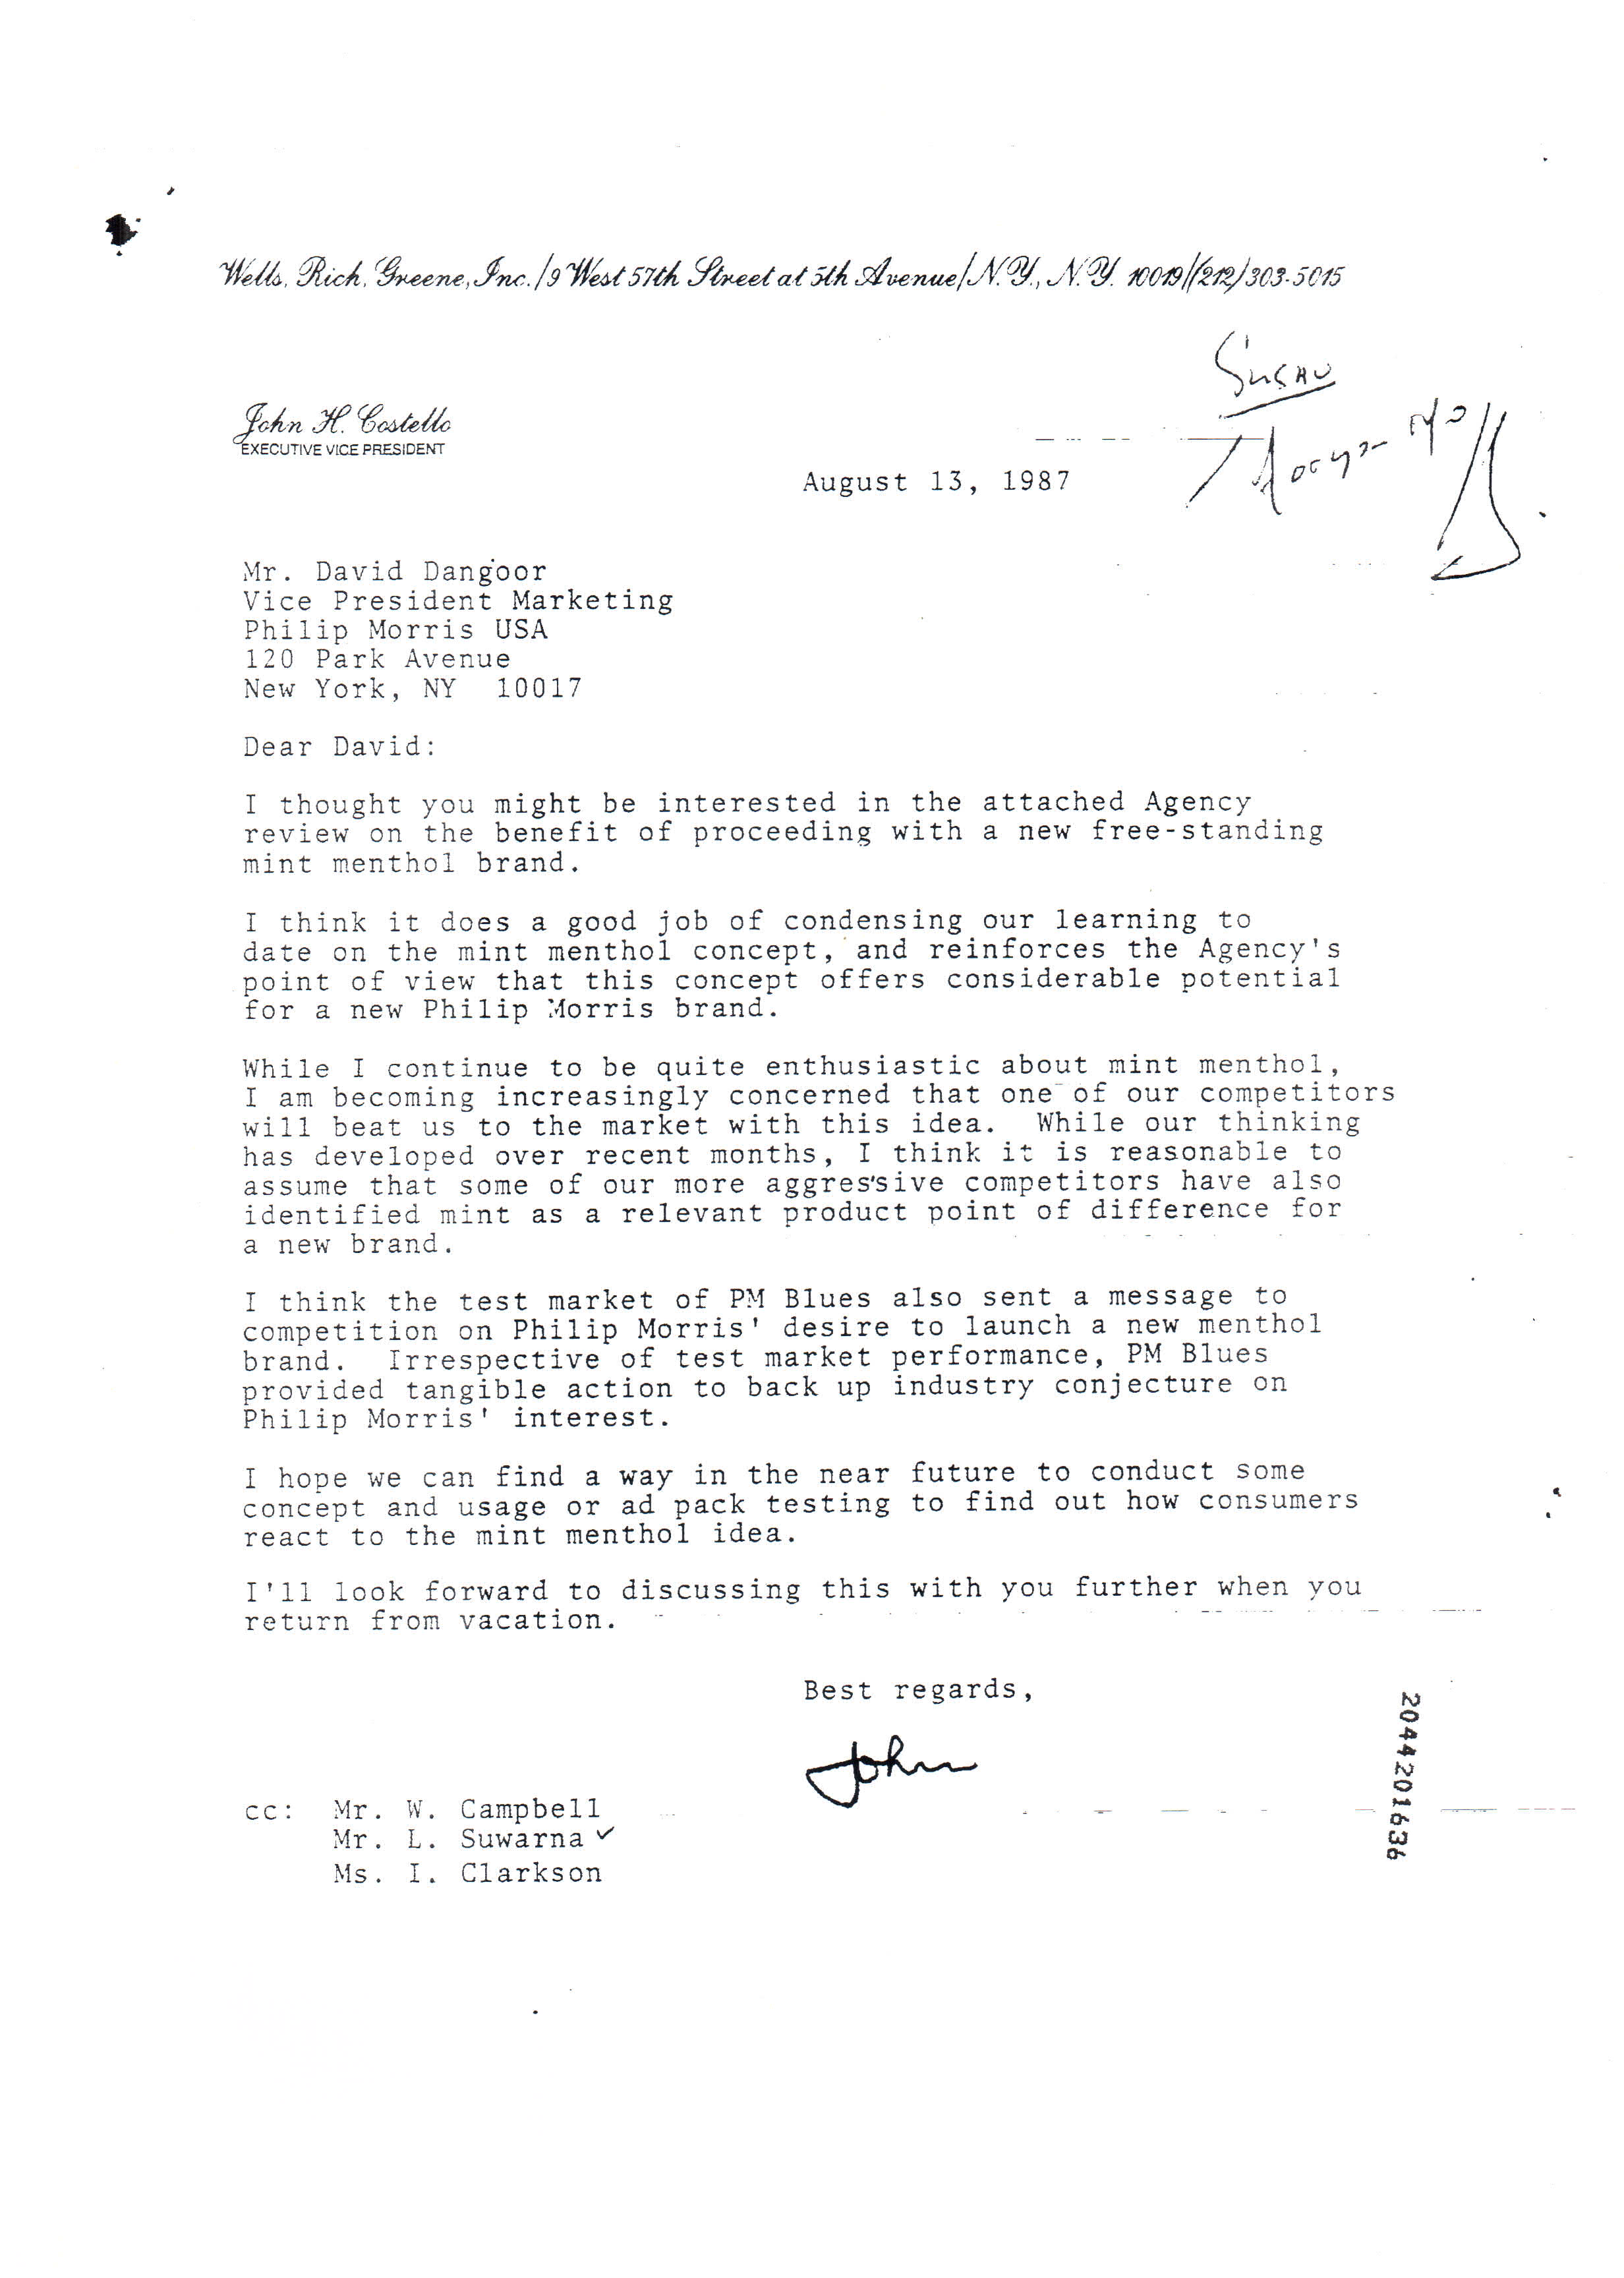 Wells, Rich, Greene, Inc./9 West 57th Street at 5th Avenue/N.Y., N.Y. 10019/(212)303-5015
Susan
John H. Costello
EXECUTIVE VICE PRESIDENT
August 13, 1987
Mr. David Dangoor
Vice President Marketing
Philip Morris USA
120 Park Avenue
New York, NY  10017
Dear David:
I thought you might be interested in the attached Agency
review on the benefit of proceeding with a new free-standing
mint menthol brand.
I think it does a good job of condensing our learning to
date on the mint menthol concept, and reinforces the Agency's
point of view that this concept offers considerable potential
for a new Philip Morris brand.
While I continue to be quite enthusiastic about mint menthol,
I am becoming increasingly concerned that one of our competitors
will beat us to the market with this idea.  While our thinking
has developed over recent months, I think it is reasonable to
assume that some of our more aggressive competitors have also
identified mint as a relevant product point of difference for
a new brand.
I think the test market of PM Blues also sent a message to
competition on Philip Morris' desire to launch a new menthol
brand.  Irrespective of test market performance, PM Blues
provided tangible action to back up industry conjecture on
Philip Morris' interest.
I hope we can find a way in the near future to conduct some
concept and usage or ad pack testing to find out how consumers
react to the mint menthol idea.
I'll look forward to discussing this with you further when you
return from vacation.
Best regards,
John
cc:  Mr. W. Campbell
Mr. L. Suwarna ✓
Ms. I. Clarkson
2044201636